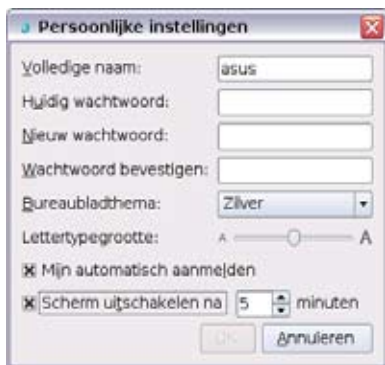 Persoonlijke instellingen
Volledige naam: asus
Huidig wachtwoord:
Nieuw wachtwoord:
Wachtwoord bevestigen:
Bureaubladthema: Zilver
Lettertypegrootte: A A
Mijn automatisch aanmelden
Scherm uitschakelen na 5 minuten
OK Annuleren